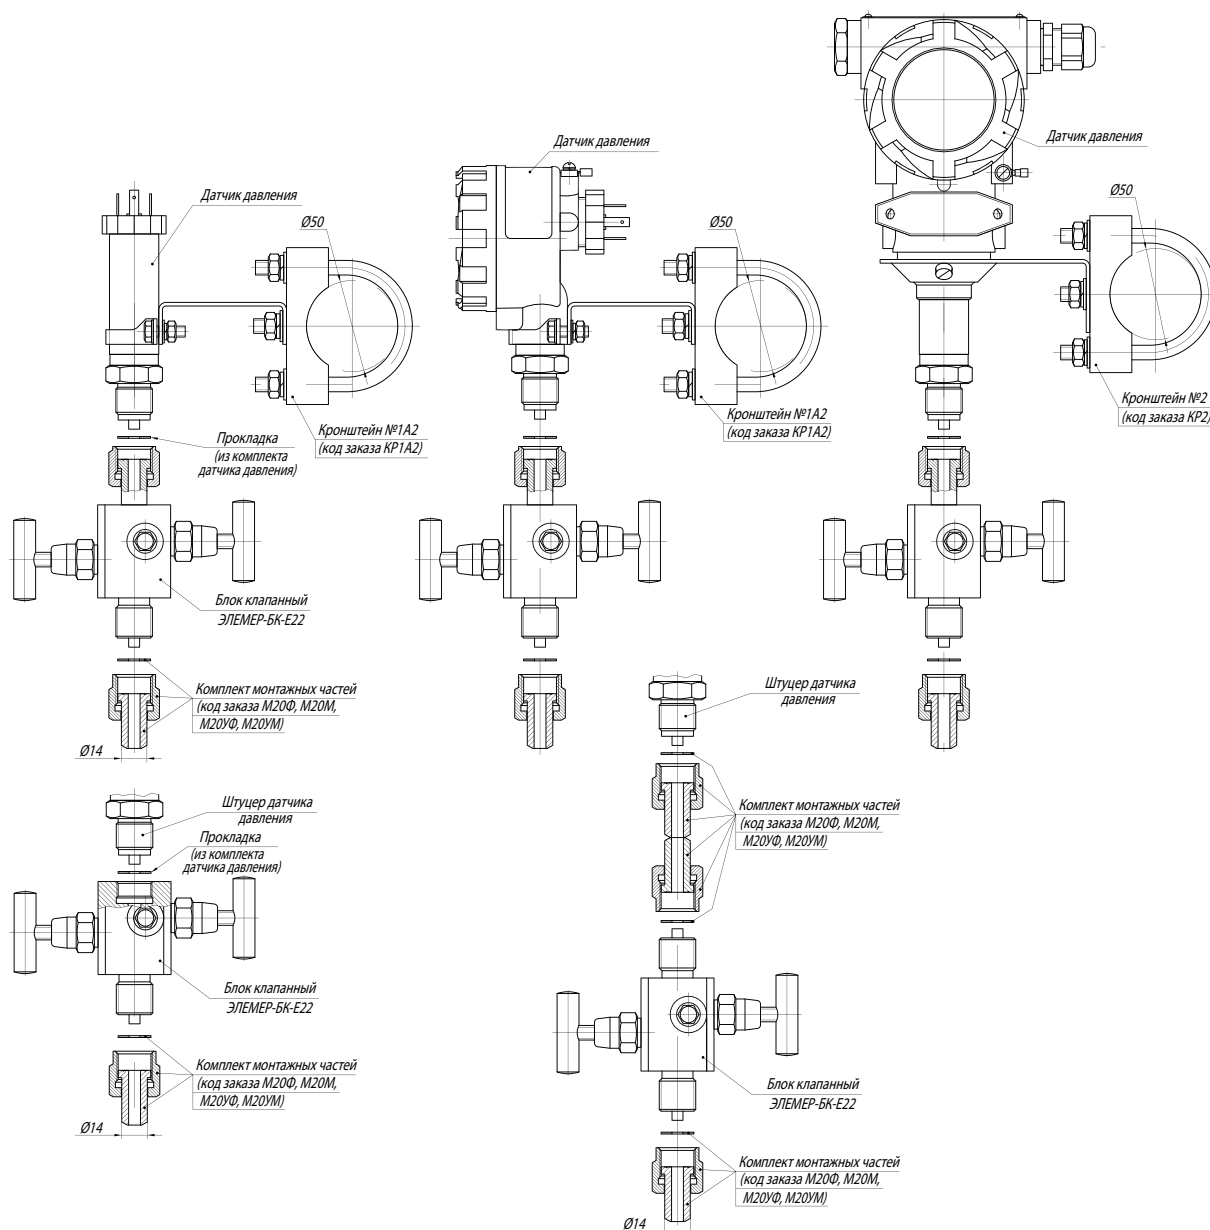 Датчик давления
Датчик давления
Датчик давления
Ø50
Ø50
Ø50
Кронштейн №2
(код заказа КР2)
Кронштейн №1А2
(код заказа КР1А2)
Кронштейн №1А2
(код заказа КР1А2)
Прокладка
(из комплекта
датчика давления)
Блок клапанный
ЭЛЕМЕР-БК-Е22
Комплект монтажных частей
(код заказа М20Ф, М20М,
М20УФ, М20УМ)
Ø14
Штуцер датчика
давления
Прокладка
(из комплекта
датчика давления)
Блок клапанный
ЭЛЕМЕР-БК-Е22
Комплект монтажных частей
(код заказа М20Ф, М20М,
М20УФ, М20УМ)
Ø14
Штуцер датчика
давления
Комплект монтажных частей
(код заказа М20Ф, М20М,
М20УФ, М20УМ)
Блок клапанный
ЭЛЕМЕР-БК-Е22
Комплект монтажных частей
(код заказа М20Ф, М20М,
М20УФ, М20УМ)
Ø14